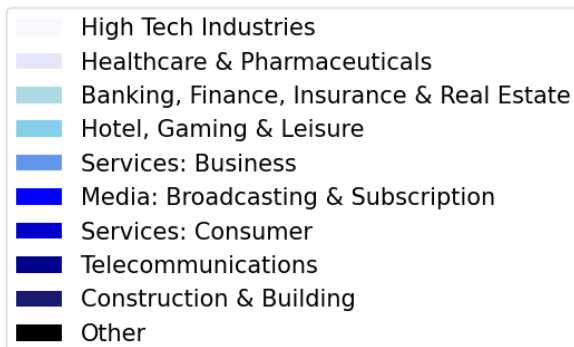 High Tech Industries
Healthcare & Pharmaceuticals
Banking, Finance, Insurance & Real Estate
Hotel, Gaming & Leisure
Services: Business
Media: Broadcasting & Subscription
Services: Consumer
Telecommunications
Construction & Building
Other